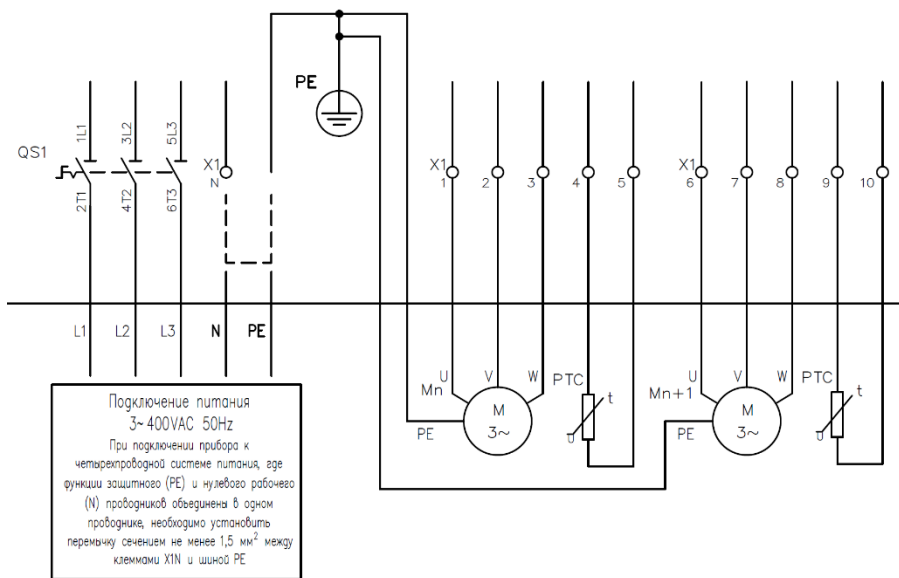 PE
QS1
1L1
3L2
5L3
2T1
4T2
6T3
X1
N
X1
1
2
3
4
5
X1
6
7
8
9
10
L1
L2
L3
N
PE
U
V
W
Mn
M
3~
PE
PTC
t
U
U
V
W
Mn+1
M
3~
PE
PTC
t
U
Подключение питания
3~400VAC 50Hz
При подключении прибора к
четырехпроводной системе питания, где
функции защитного (PE) и нулевого рабочего
(N) проводников объединены в одном
проводнике, необходимо установить
перемычку сечением не менее 1,5 мм² между
клеммами X1N и шиной PE